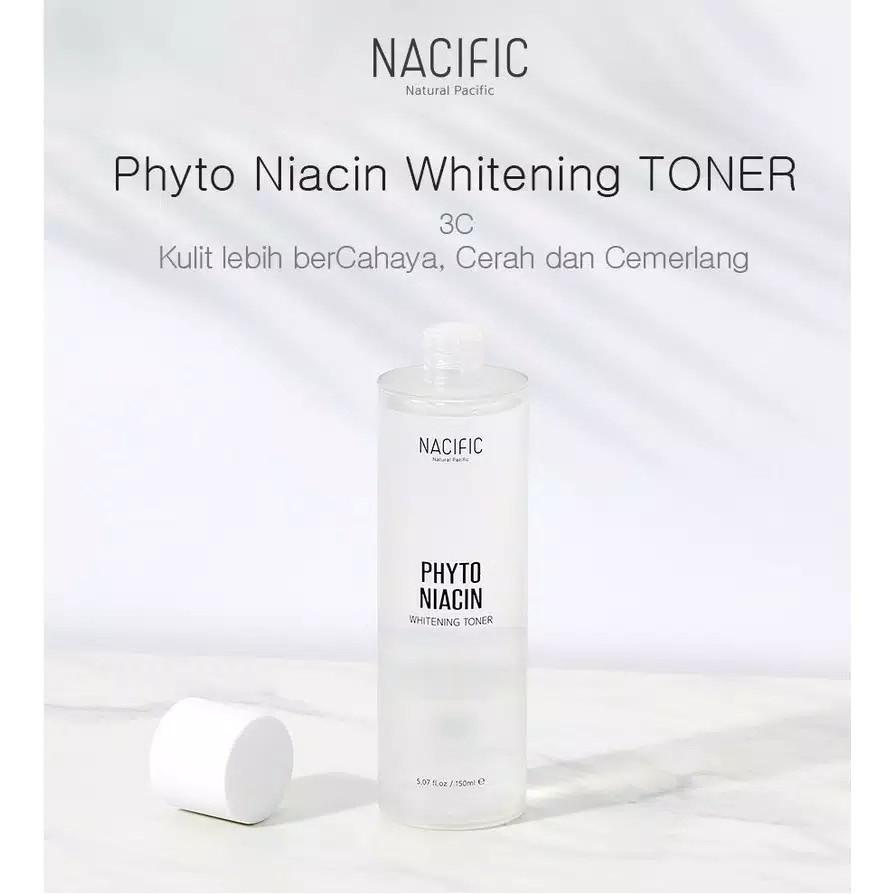 NACIFIC
Natural Pacific
Phyto Niacin Whitening TONER
3C
Kulit lebih berCahaya, Cerah dan Cemerlang
NACIFIC
Natural Pacific
PHYTO
NIACIN
WHITENING TONER
5.07 fl.oz / 150ml ℮